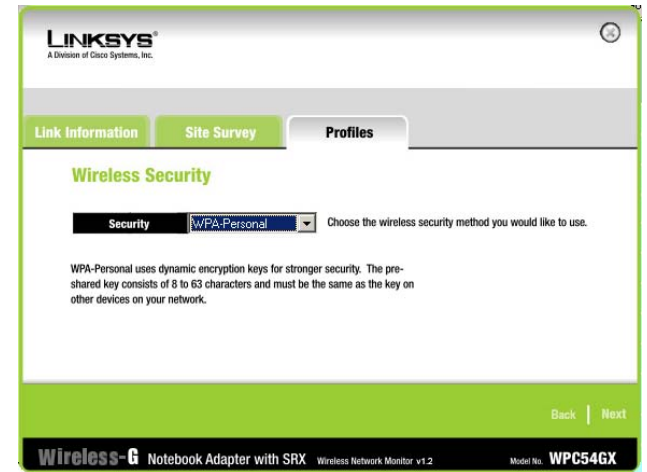 LINKSYS®
A Division of Cisco Systems, Inc.
Link Information Site Survey Profiles
Wireless Security
Security WPA-Personal Choose the wireless security method you would like to use.
WPA-Personal uses dynamic encryption keys for stronger security. The pre-
shared key consists of 8 to 63 characters and must be the same as the key on
other devices on your network.
Back | Next
Wireless-G Notebook Adapter with SRX Wireless Network Monitor v1.2 Model No. WPC54GX